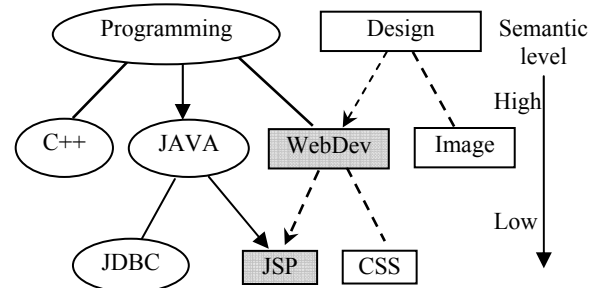 Programming
Design
Semantic
level
High
C++
JAVA
WebDev
Image
Low
JDBC
JSP
CSS